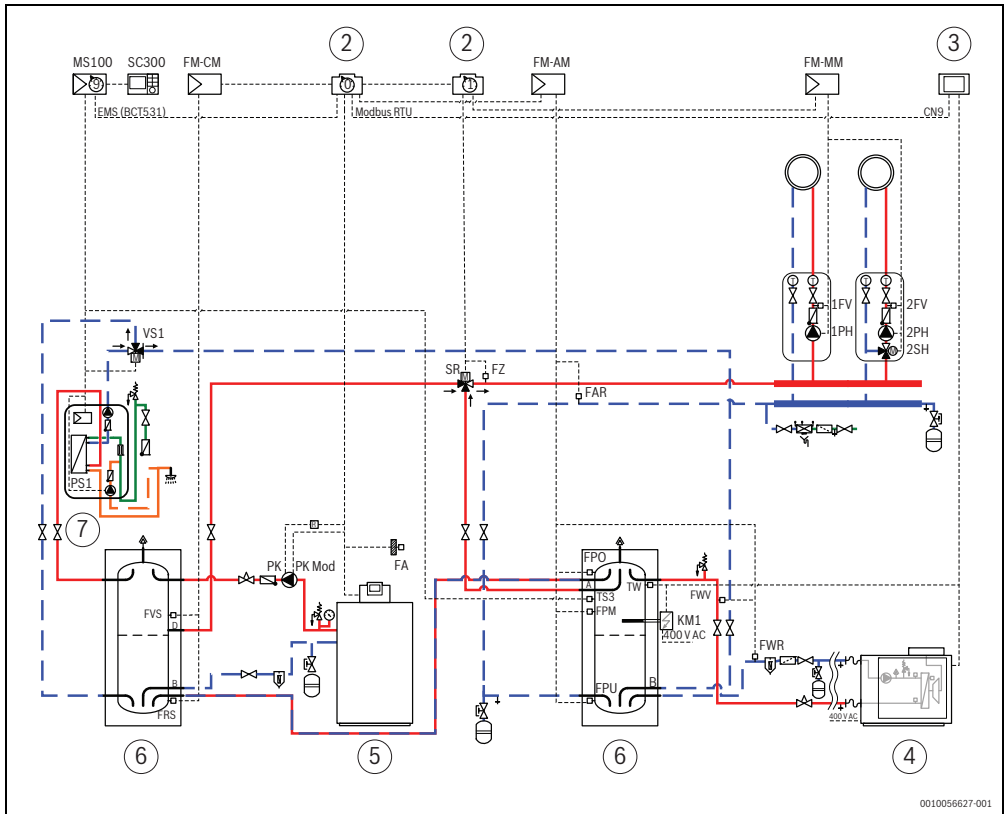 2 2 3
MS100 SC300 FM-CM FM-AM FM-MM
9 0 1
EMS (BCT531) Modbus RTU CN9
T T T T
1FV 2FV
1PH 2PH
M 2SH
VS1
M
SR M FZ
FAR
PS1
7
R
PK PK Mod
FA
FPO
A TW
TS3
FPM
FWV
KM1
400 V AC
FVS
D
FWR
B
FRS
FPU B
400 V AC
6 5 6 4
0010056627-001